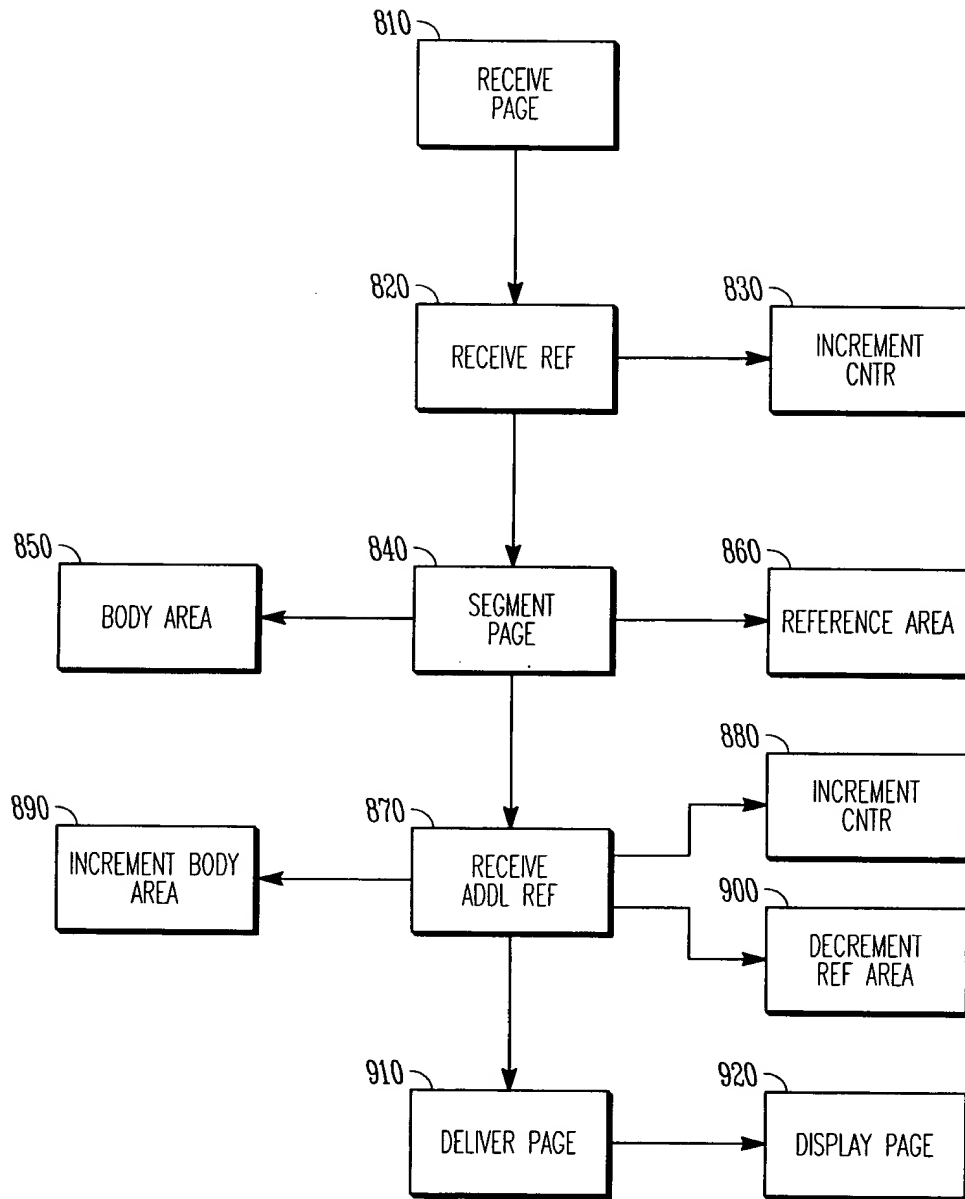 810
RECEIVE
PAGE
820
RECEIVE REF
830
INCREMENT
CNTR
850
BODY AREA
840
SEGMENT
PAGE
860
REFERENCE AREA
890
INCREMENT BODY
AREA
870
RECEIVE
ADDL REF
880
INCREMENT
CNTR
900
DECREMENT
REF AREA
910
DELIVER PAGE
920
DISPLAY PAGE